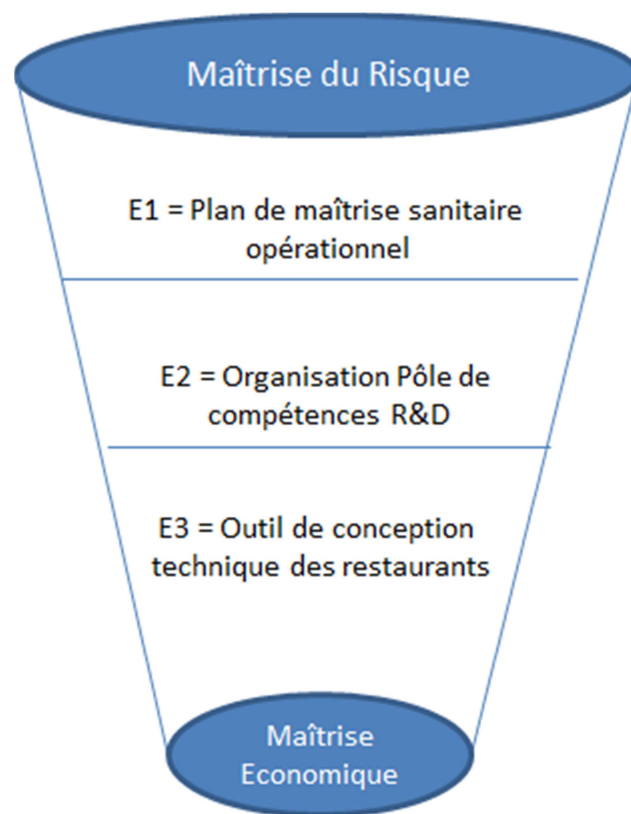 Maîtrise du Risque
E1 = Plan de maîtrise sanitaire
opérationnel
E2 = Organisation Pôle de
compétences R&D
E3 = Outil de conception
technique des restaurants
Maîtrise
Economique